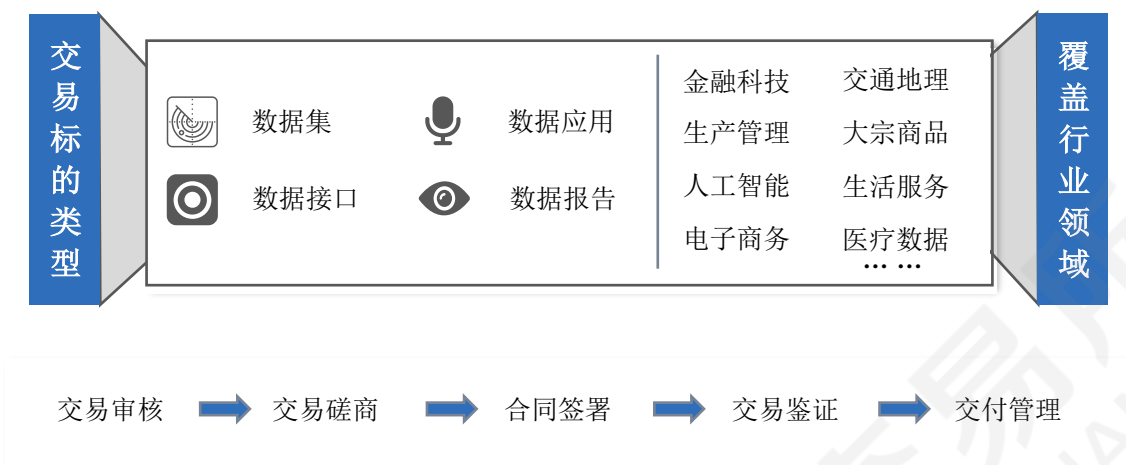 交易标的类型
数据集
数据应用
数据接口
数据报告
金融科技
交通地理
生产管理
大宗商品
人工智能
生活服务
电子商务
医疗数据
… …
覆盖行业领域
交易审核
交易磋商
合同签署
交易鉴证
交付管理
交易所